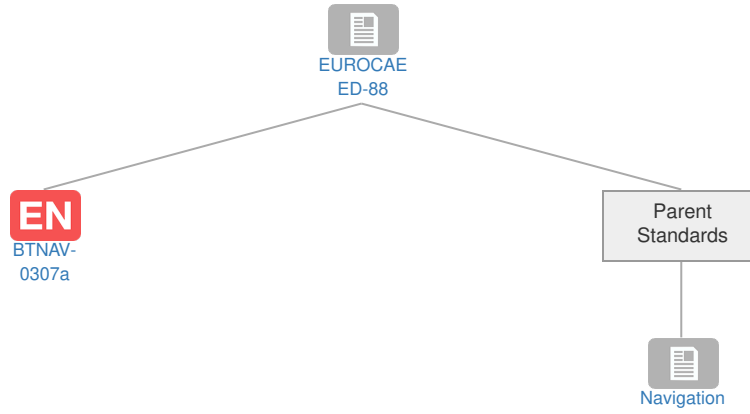 EUROCAE
ED-88
EN
BTNAV-
0307a
Parent
Standards
Navigation